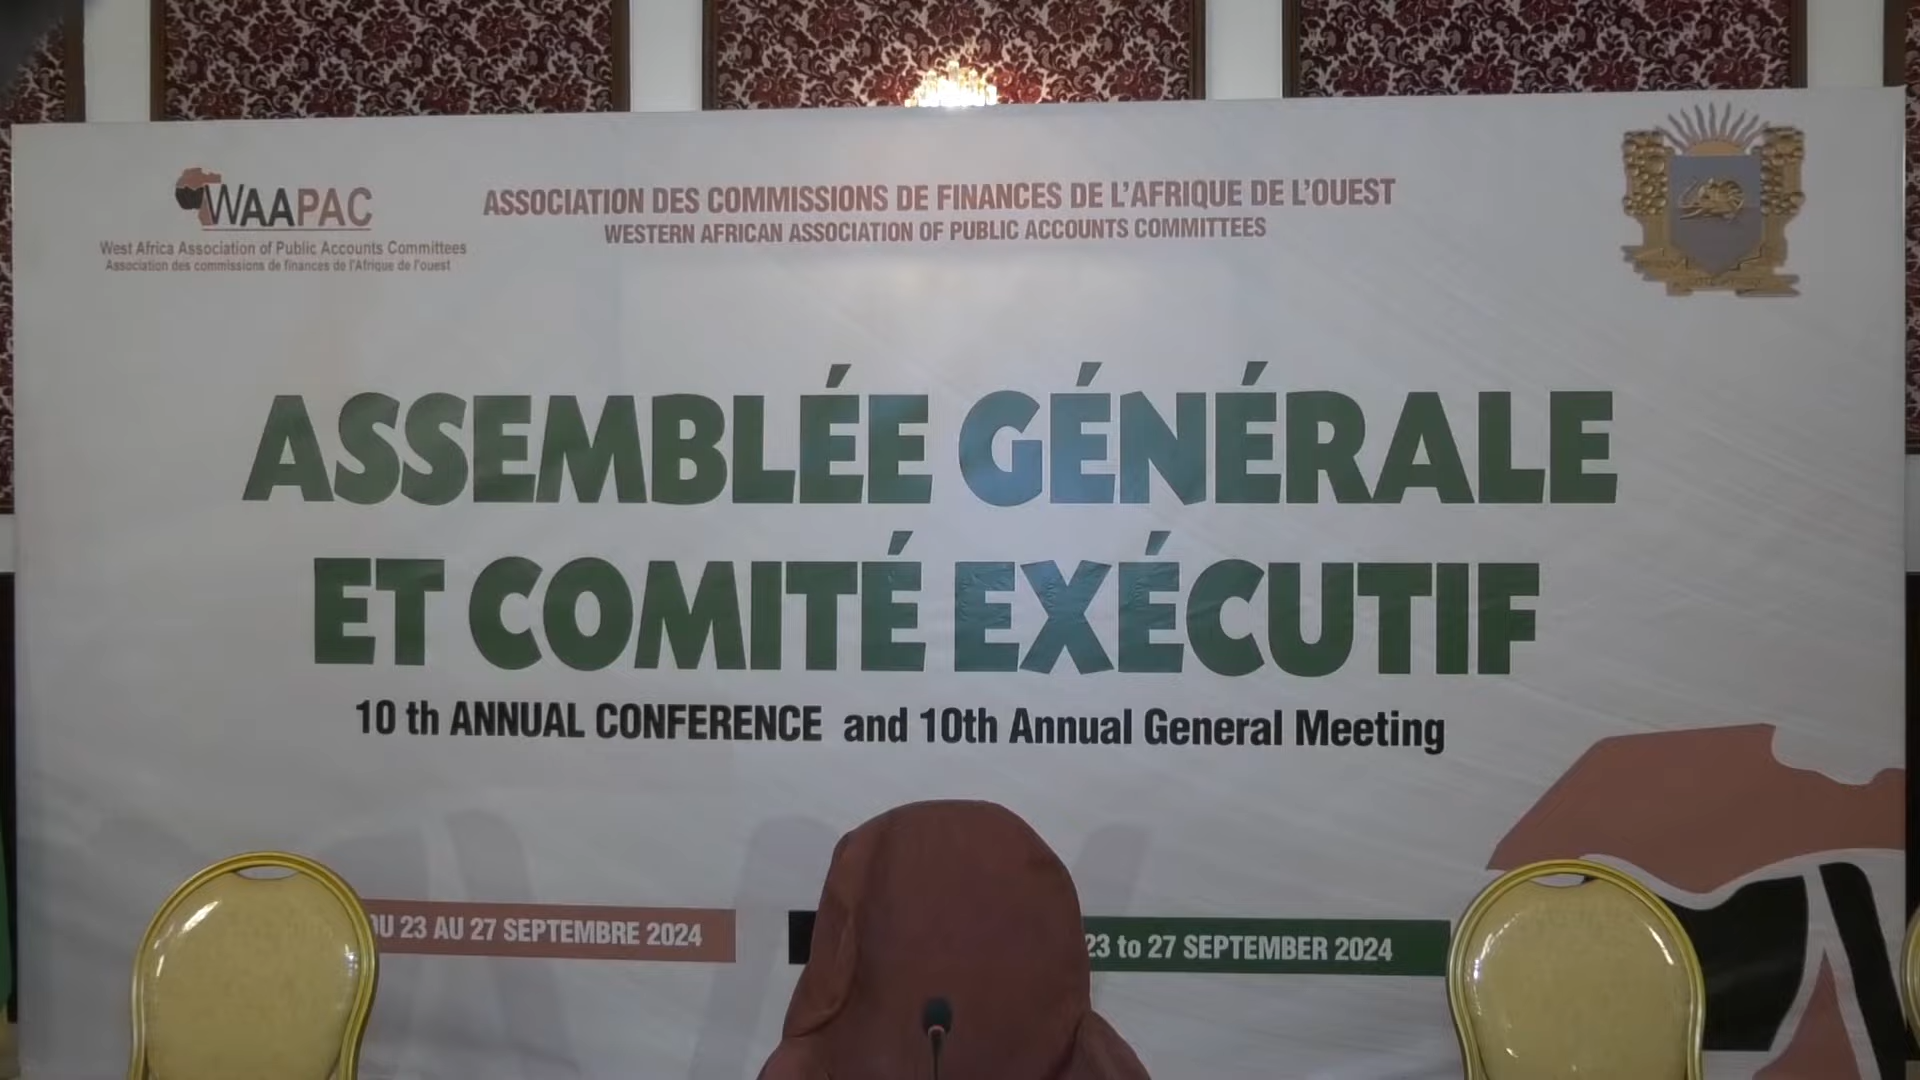 WAAPAC
West Africa Association of Public Accounts Committees
Association des commissions de finances de l'Afrique de l'ouest
ASSOCIATION DES COMMISSIONS DE FINANCES DE L'AFRIQUE DE L'OUEST
WESTERN AFRICAN ASSOCIATION OF PUBLIC ACCOUNTS COMMITTEES
ASSEMBLÉE GÉNÉRALE
ET COMITÉ EXÉCUTIF
10 th ANNUAL CONFERENCE and 10th Annual General Meeting
DU 23 AU 27 SEPTEMBRE 2024
23 to 27 SEPTEMBER 2024